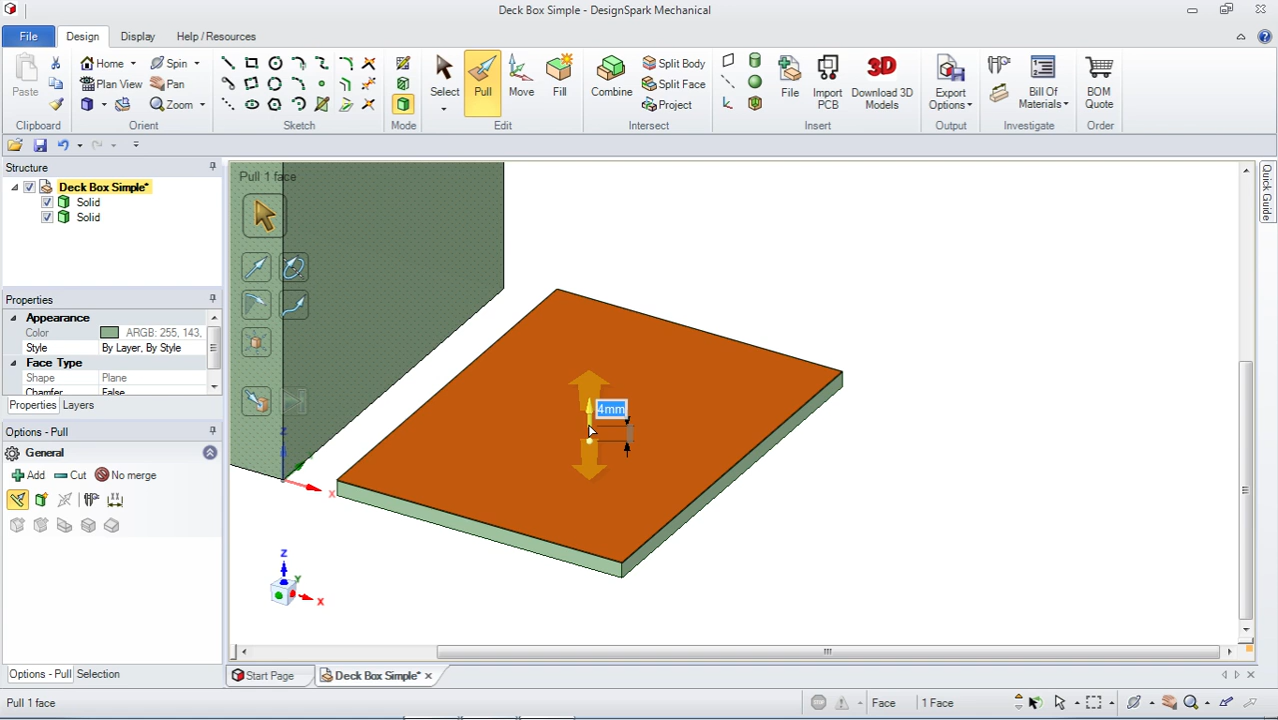 Deck Box Simple - DesignSpark Mechanical
File Design Display Help / Resources
Paste
Clipboard
Home Spin
Plan View Pan
Zoom
Orient
Sketch
Mode
Select Pull Move Fill
Edit
Combine
Split Body
Split Face
Project
Intersect
File Import PCB Download 3D Models
3D
Insert
Export Options
Output
Bill Of Materials
Investigate
BOM Quote
Order
Structure
Deck Box Simple*
Solid
Solid
Properties
Appearance
Color ARGB: 255, 143,
Style By Layer, By Style
Face Type
Shape Plane
Chamfer False
Properties Layers
Options - Pull
General
Add Cut No merge
Options - Pull Selection
Pull 1 face
4mm
Z
X
Z
Y
X
Quick Guide
Start Page Deck Box Simple*
Pull 1 face
Face 1 Face